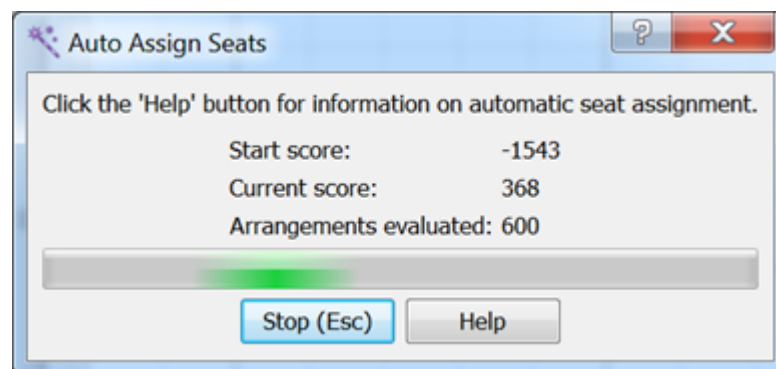 Auto Assign Seats
Click the 'Help' button for information on automatic seat assignment.
Start score: -1543
Current score: 368
Arrangements evaluated: 600
Stop (Esc) Help